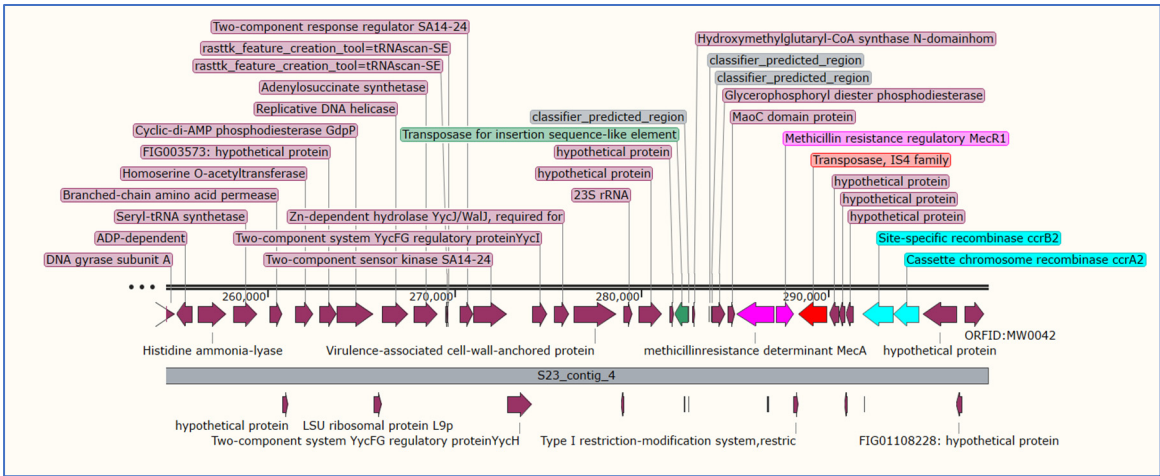 Two-component response regulator SA14-24
Hydroxymethylglutaryl-CoA synthase N-domainhom
rasttk_feature_creation_tool=tRNAscan-SE
classifier_predicted_region
rasttk_feature_creation_tool=tRNAscan-SE
classifier_predicted_region
Adenylosuccinate synthetase
Glycerophosphoryl diester phosphodiesterase
Replicative DNA helicase
classifier_predicted_region
MaoC domain protein
Cyclic-di-AMP phosphodiesterase GdpP
Transposase for insertion sequence-like element
Methicillin resistance regulatory MecR1
FIG003573: hypothetical protein
hypothetical protein
Transposase, IS4 family
Homoserine O-acetyltransferase
hypothetical protein
hypothetical protein
Branched-chain amino acid permease
23S rRNA
hypothetical protein
Seryl-tRNA synthetase
Zn-dependent hydrolase YycJ/WalJ, required for
hypothetical protein
ADP-dependent
Two-component system YycFG regulatory proteinYycI
Site-specific recombinase ccrB2
DNA gyrase subunit A
Two-component sensor kinase SA14-24
Cassette chromosome recombinase ccrA2
260,000
270,000
280,000
290,000
ORFID:MW0042
Histidine ammonia-lyase
Virulence-associated cell-wall-anchored protein
methicillinresistance determinant MecA
hypothetical protein
S23_contig_4
hypothetical protein
LSU ribosomal protein L9p
Two-component system YycFG regulatory proteinYycH
Type I restriction-modification system,restric
FIG01108228: hypothetical protein